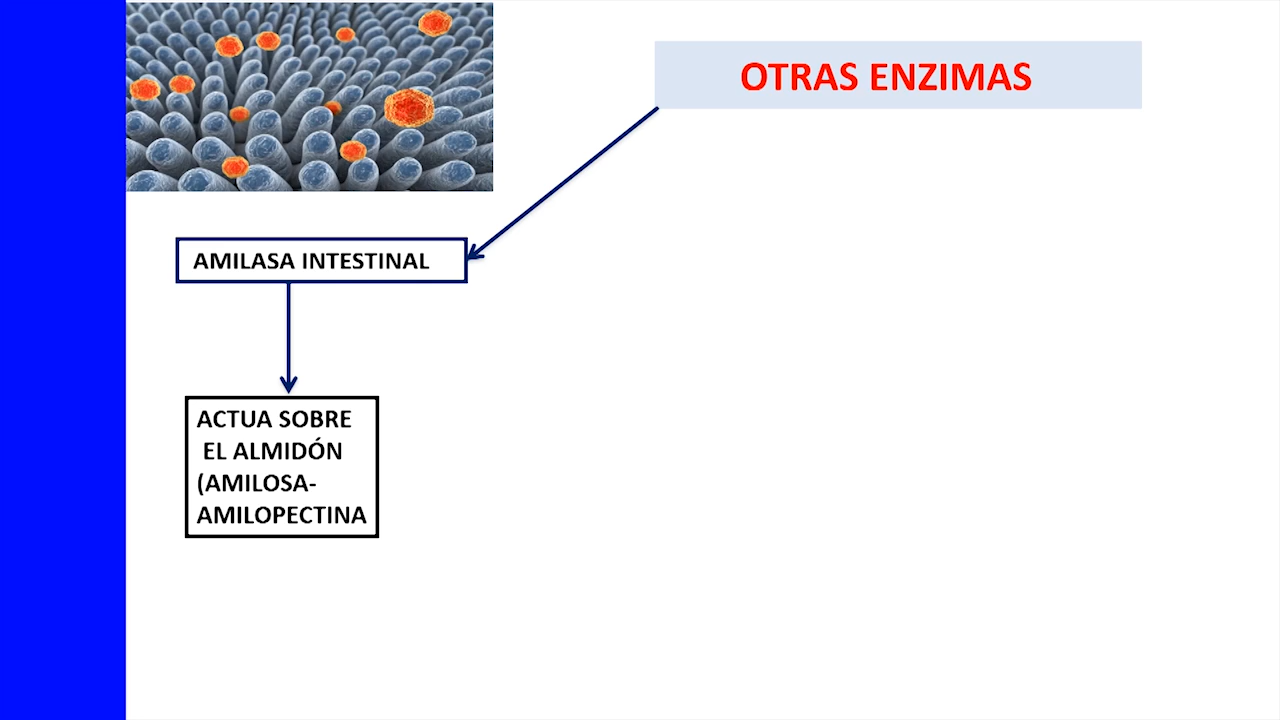 OTRAS ENZIMAS
AMILASA INTESTINAL
ACTUA SOBRE
EL ALMIDÓN
(AMILOSA-
AMILOPECTINA